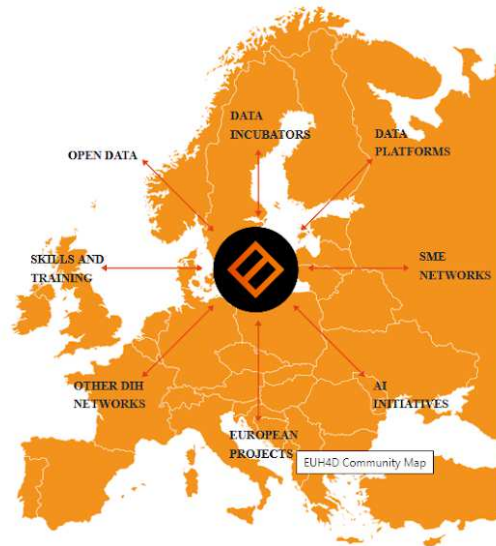 DATA
INCUBATORS
DATA
PLATFORMS
OPEN DATA
SKILLS AND
TRAINING
SME
NETWORKS
OTHER DIH
NETWORKS
AI
INITIATIVES
EUROPEAN
PROJECTS
EUH4D Community Map